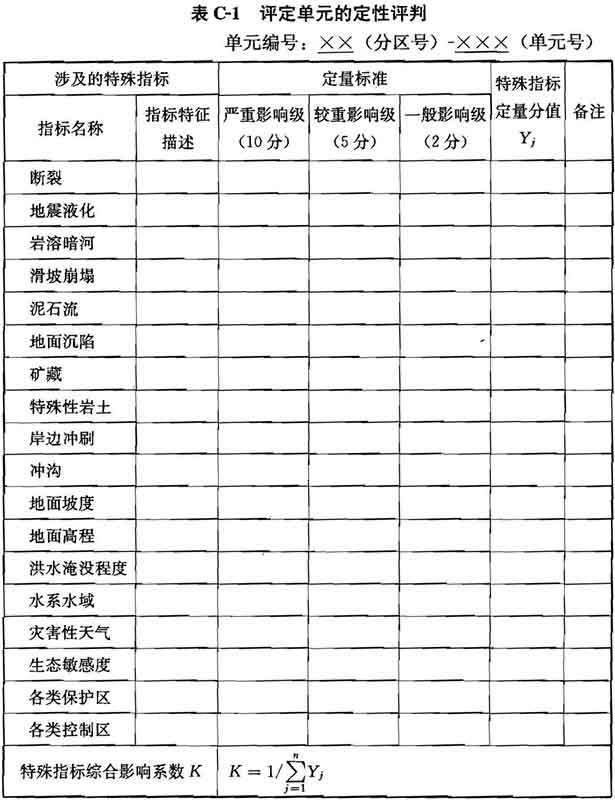 表 C-1 评定单元的定性评判
单元编号：××（分区号）-×××（单元号）
涉及的特殊指标 定量标准 特殊指标定量分值 Yj 备注
指标名称 指标特征描述 严重影响级（10 分） 较重影响级（5 分） 一般影响级（2 分）
断裂
地震液化
岩溶暗河
滑坡崩塌
泥石流
地面沉陷
矿藏
特殊性岩土
岸边冲刷
冲沟
地面坡度
地面高程
洪水淹没程度
水系水域
灾害性天气
生态敏感度
各类保护区
各类控制区
特殊指标综合影响系数 K K = 1/∑_{j=1}^{n} Yj